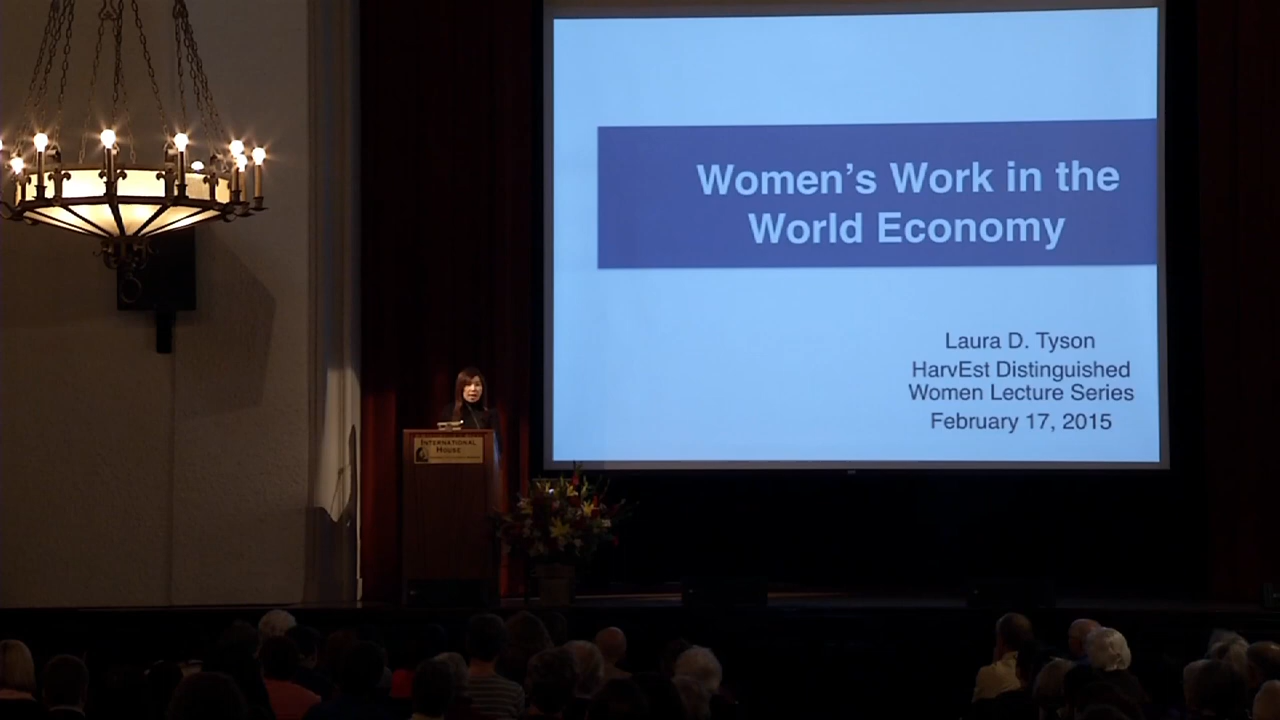 Women's Work in the
World Economy
Laura D. Tyson
HarvEst Distinguished
Women Lecture Series
February 17, 2015
INTERNATIONAL
HOUSE